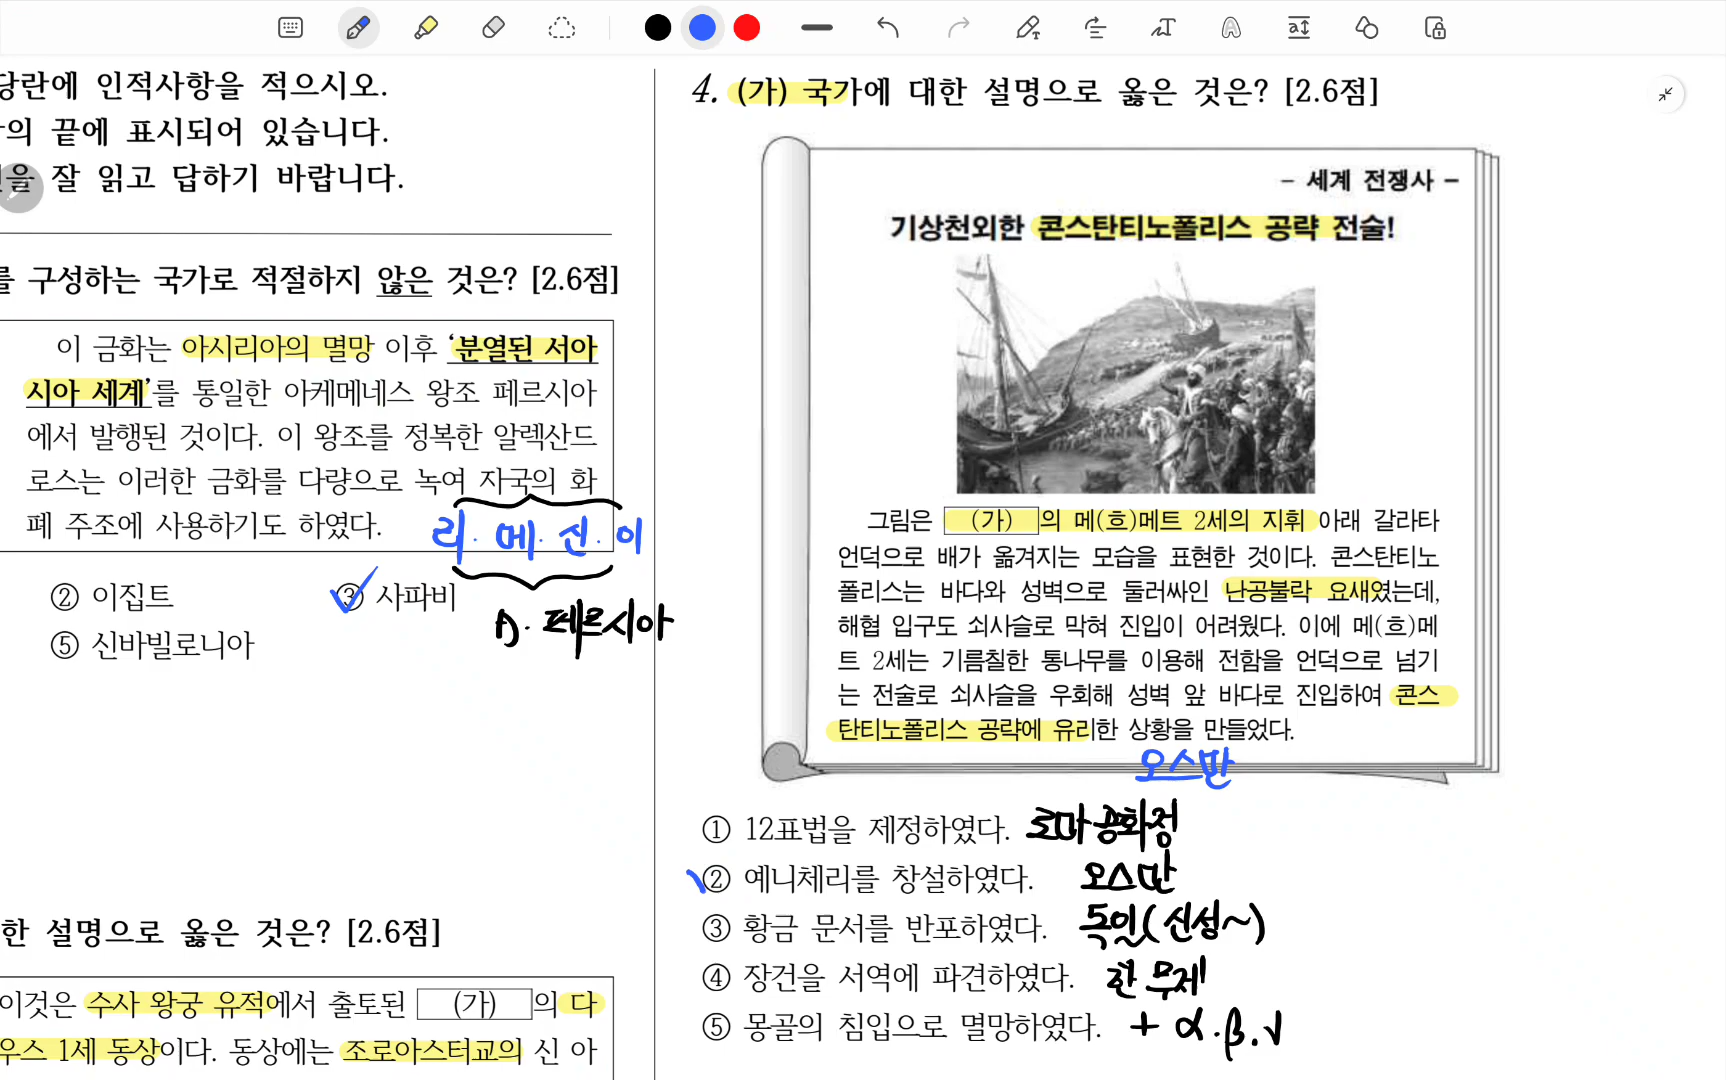 당란에 인적사항을 적으시오.
의 끝에 표시되어 있습니다.
을 잘 읽고 답하기 바랍니다.
를 구성하는 국가로 적절하지 않은 것은? [2.6점]
이 금화는 아시리아의 멸망 이후 ‘분열된 서아
시아 세계’를 통일한 아케메네스 왕조 페르시아
에서 발행된 것이다. 이 왕조를 정복한 알렉산드
로스는 이러한 금화를 다량으로 녹여 자국의 화
폐 주조에 사용하기도 하였다.
리·메·신·이
② 이집트 ③ 사파비
A. 페르시아
⑤ 신바빌로니아
한 설명으로 옳은 것은? [2.6점]
이것은 수사 왕궁 유적에서 출토된 (가) 의 다
우스 1세 동상이다. 동상에는 조로아스터교의 신 아
4. (가) 국가에 대한 설명으로 옳은 것은? [2.6점]
– 세계 전쟁사 –
기상천외한 콘스탄티노폴리스 공략 전술!
그림은 (가) 의 메(흐)메트 2세의 지휘 아래 갈라타
언덕으로 배가 옮겨지는 모습을 표현한 것이다. 콘스탄티노
폴리스는 바다와 성벽으로 둘러싸인 난공불락 요새였는데,
해협 입구도 쇠사슬로 막혀 진입이 어려웠다. 이에 메(흐)메
트 2세는 기름칠한 통나무를 이용해 전함을 언덕으로 넘기
는 전술로 쇠사슬을 우회해 성벽 앞 바다로 진입하여 콘스
탄티노폴리스 공략에 유리한 상황을 만들었다.
오스만
① 12표법을 제정하였다. 로마 공화정
② 예니체리를 창설하였다. 오스만
③ 황금 문서를 반포하였다. 독일(신성~)
④ 장건을 서역에 파견하였다. 한 무제
⑤ 몽골의 침입으로 멸망하였다. + α.β.γ